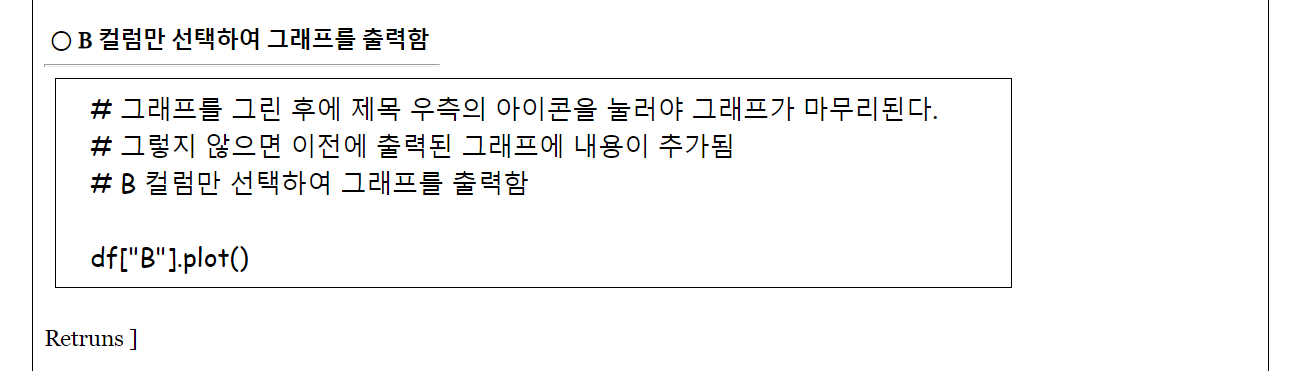 ○ B 컬럼만 선택하여 그래프를 출력함
# 그래프를 그린 후에 제목 우측의 아이콘을 눌러야 그래프가 마무리된다.
# 그렇지 않으면 이전에 출력된 그래프에 내용이 추가됨
# B 컬럼만 선택하여 그래프를 출력함
df["B"].plot()
Retruns ]